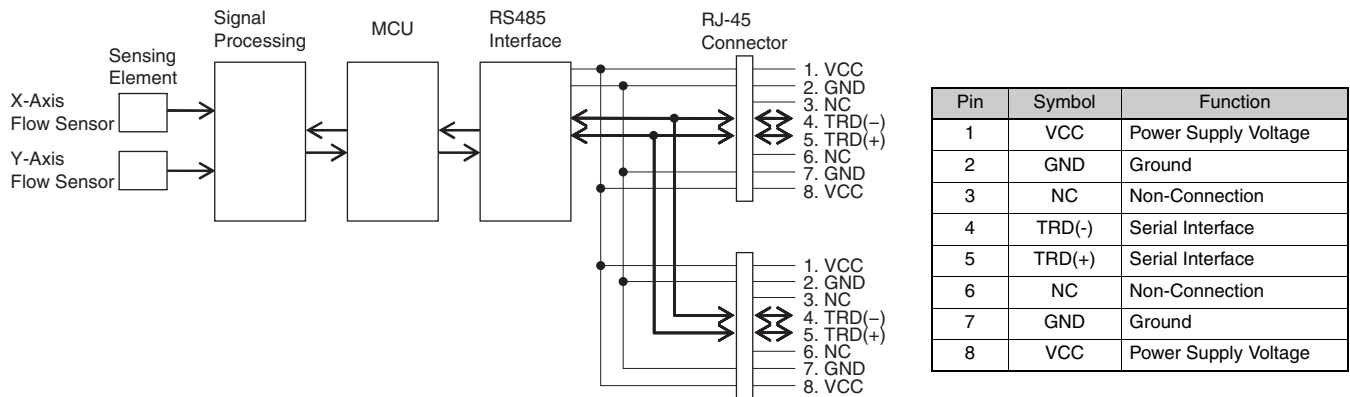 Signal
Processing
MCU
RS485
Interface
RJ-45
Connector
Sensing
Element
X-Axis
Flow Sensor
Y-Axis
Flow Sensor
1. VCC
2. GND
3. NC
4. TRD(−)
5. TRD(+)
6. NC
7. GND
8. VCC
1. VCC
2. GND
3. NC
4. TRD(−)
5. TRD(+)
6. NC
7. GND
8. VCC
Pin Symbol Function
1 VCC Power Supply Voltage
2 GND Ground
3 NC Non-Connection
4 TRD(-) Serial Interface
5 TRD(+) Serial Interface
6 NC Non-Connection
7 GND Ground
8 VCC Power Supply Voltage